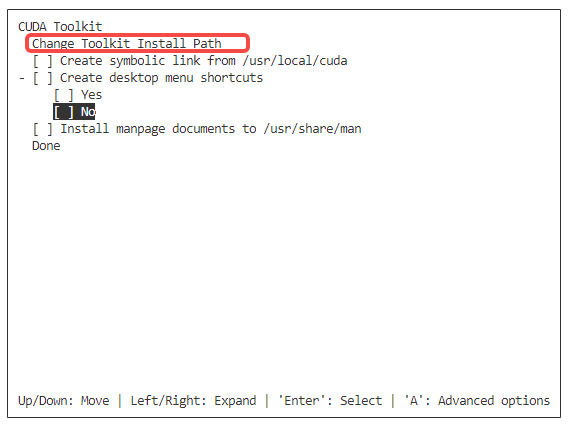 CUDA Toolkit
Change Toolkit Install Path
[ ] Create symbolic link from /usr/local/cuda
- [ ] Create desktop menu shortcuts
[ ] Yes
[ ] No
[ ] Install manpage documents to /usr/share/man
Done
Up/Down: Move | Left/Right: Expand | 'Enter': Select | 'A': Advanced options